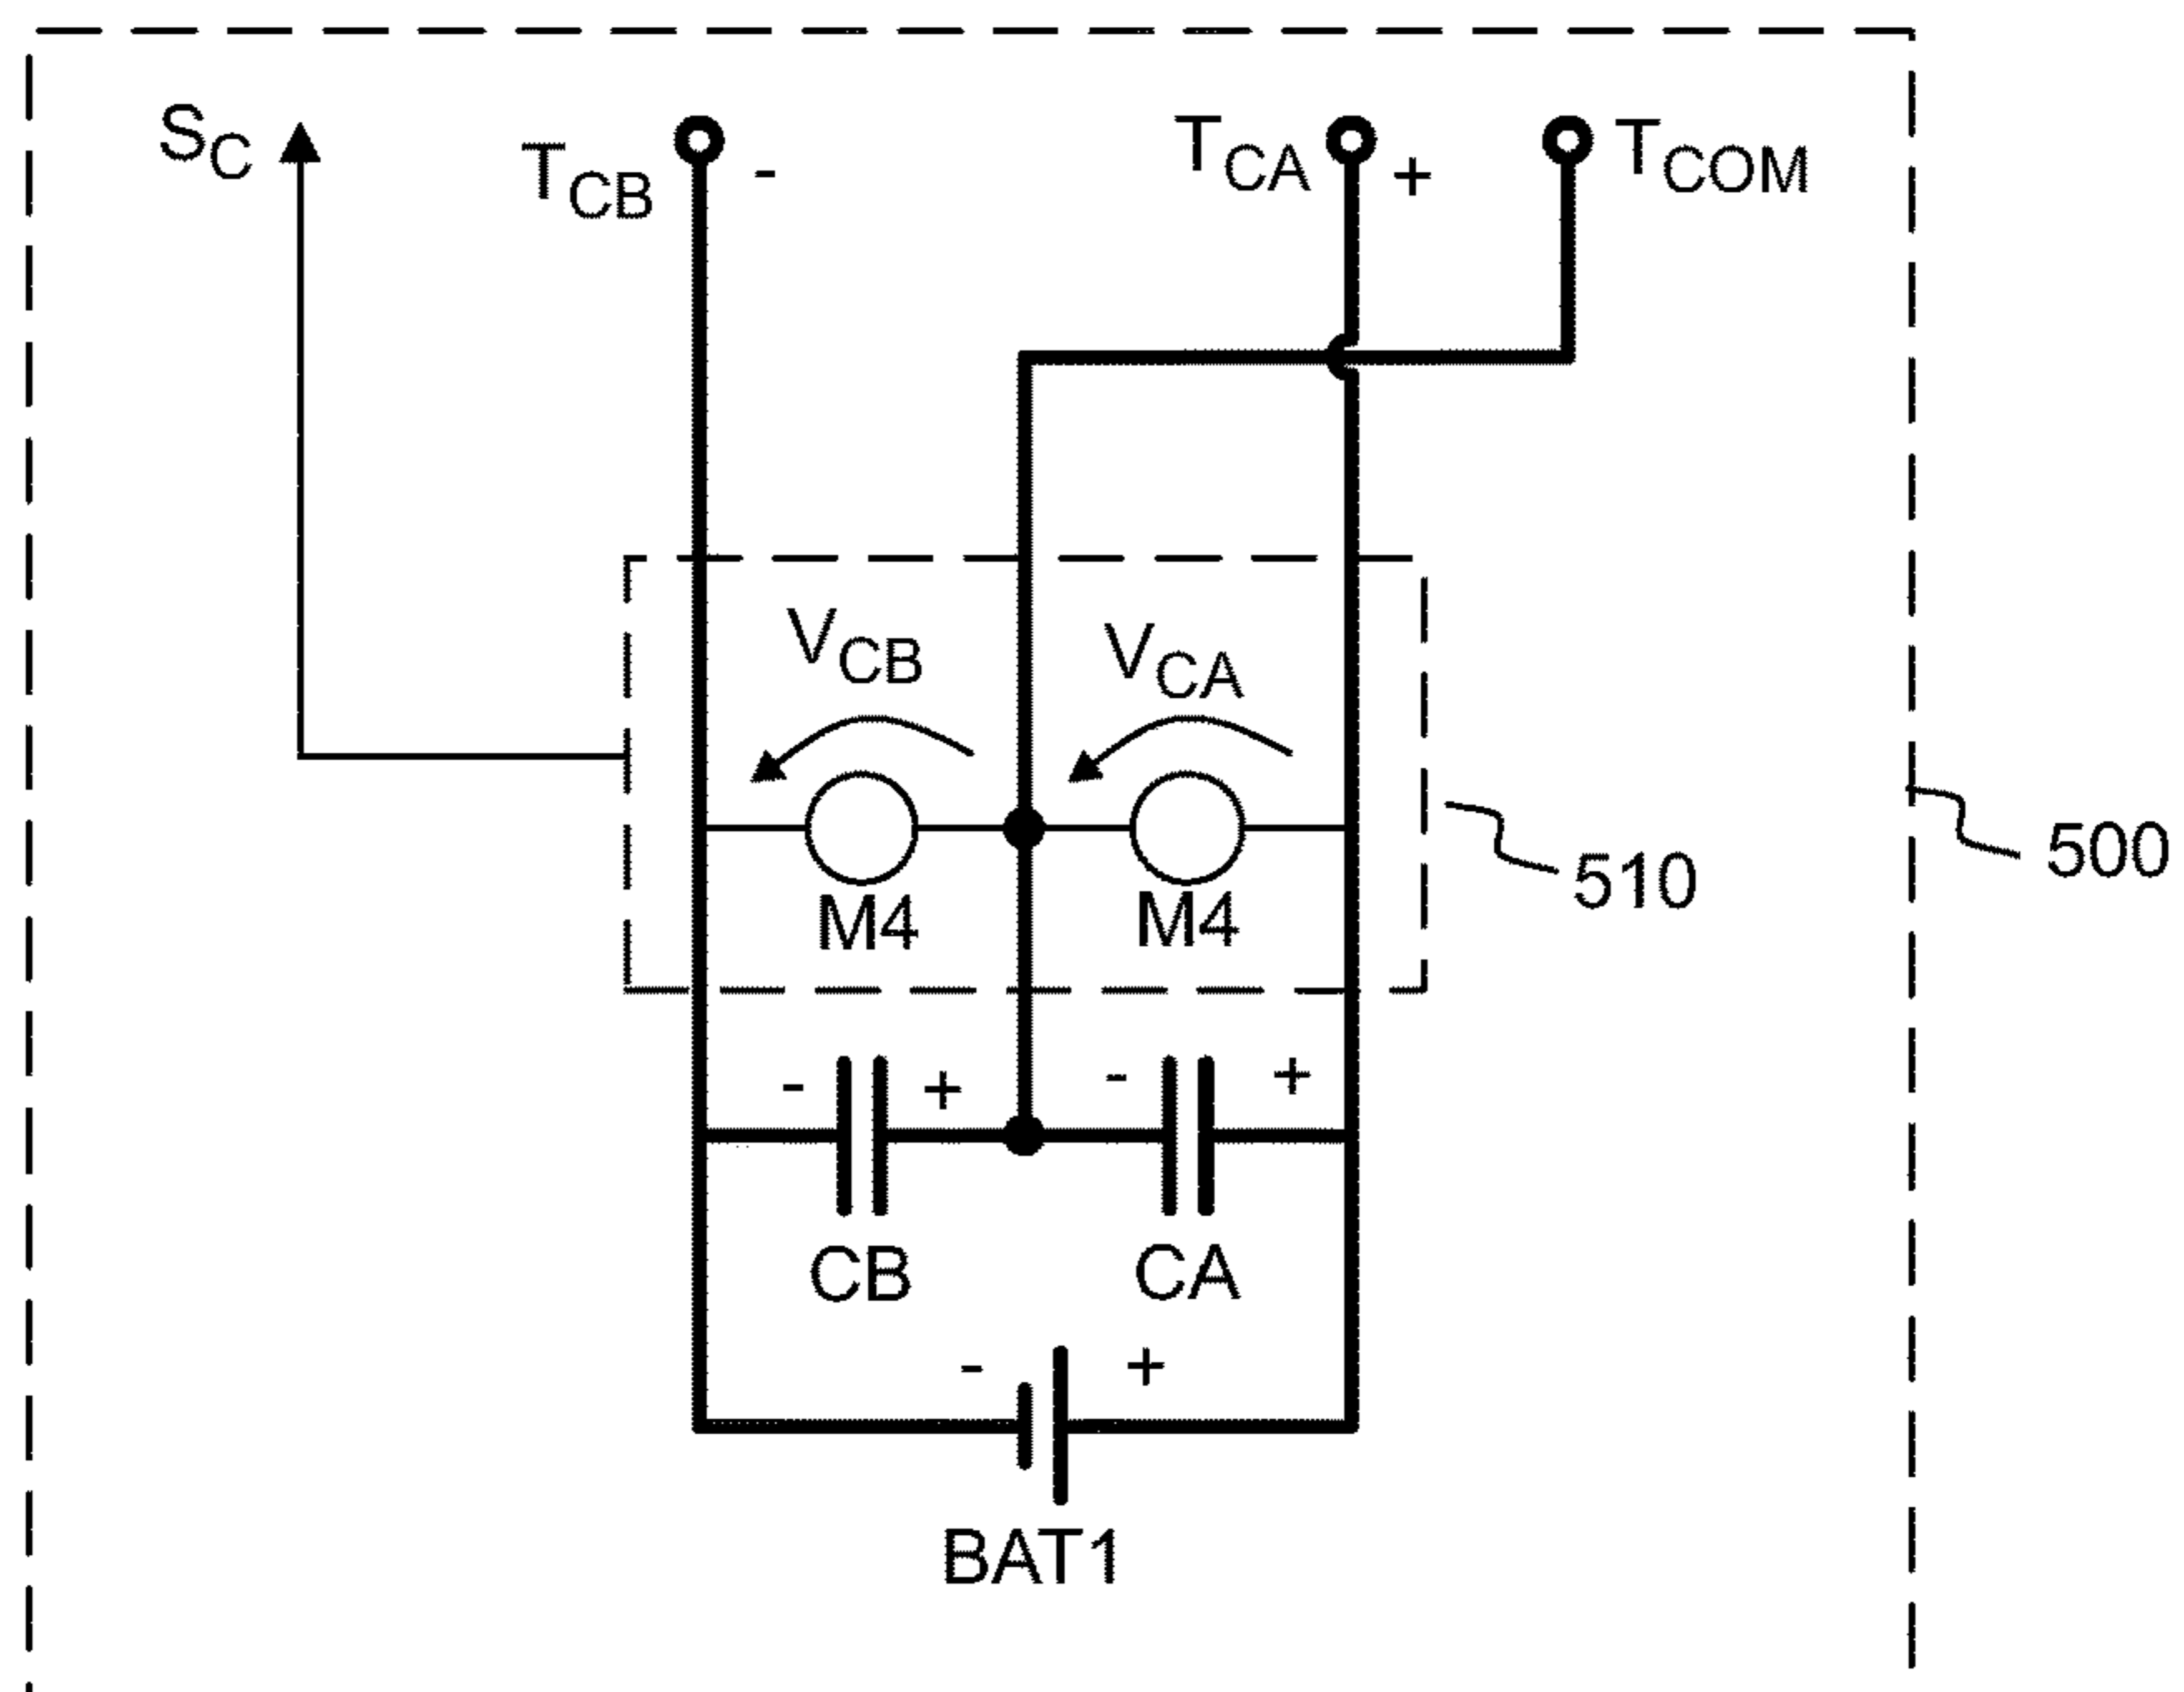 SC TCB - TCA + TCOM
VCB VCA
500
510
M4 M4
- + - +
CB CA
- +
BAT1